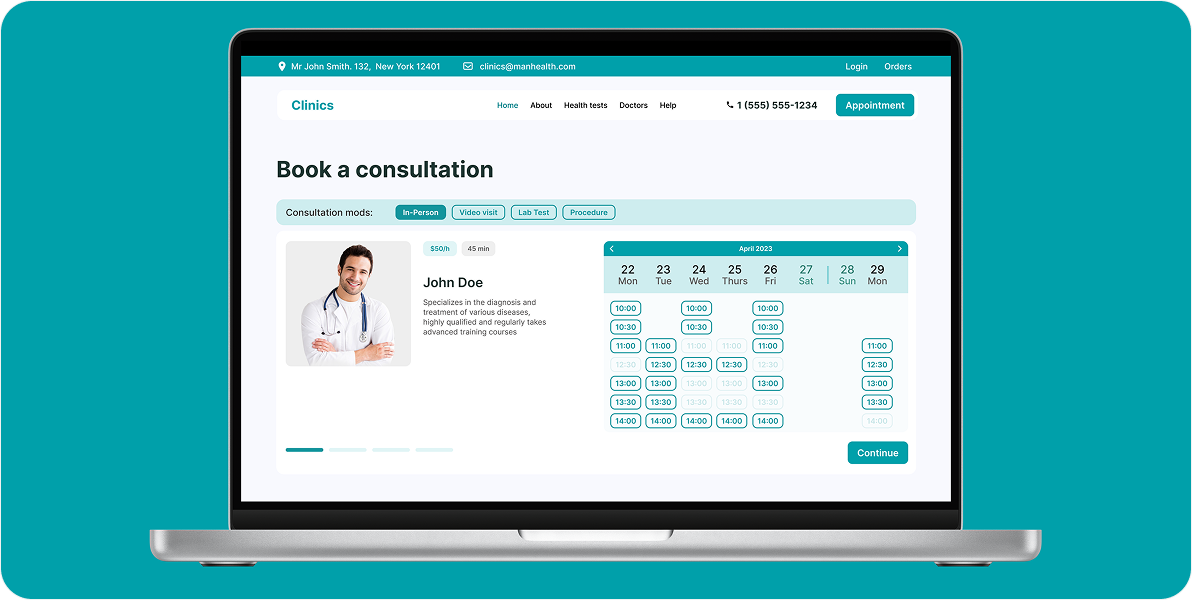 Mr John Smith. 132, New York 12401 clinics@manhealth.com Login Orders
Clinics Home About Health tests Doctors Help 1 (555) 555-1234 Appointment
Book a consultation
Consultation mods: In-Person Video visit Lab Test Procedure
$50/h 45 min
John Doe
Specializes in the diagnosis and
treatment of various diseases,
highly qualified and regularly takes
advanced training courses
April 2023
22 23 24 25 26 27 28 29
Mon Tue Wed Thurs Fri Sat Sun Mon
10:00 10:00 10:00
10:30 10:30 10:30
11:00 11:00 11:00 11:00 11:00 11:00
12:30 12:30 12:30 12:30 12:30 12:30
13:00 13:00 13:00 13:00 13:00 13:00
13:30 13:30 13:30 13:30 13:30 13:30
14:00 14:00 14:00 14:00 14:00 14:00
Continue